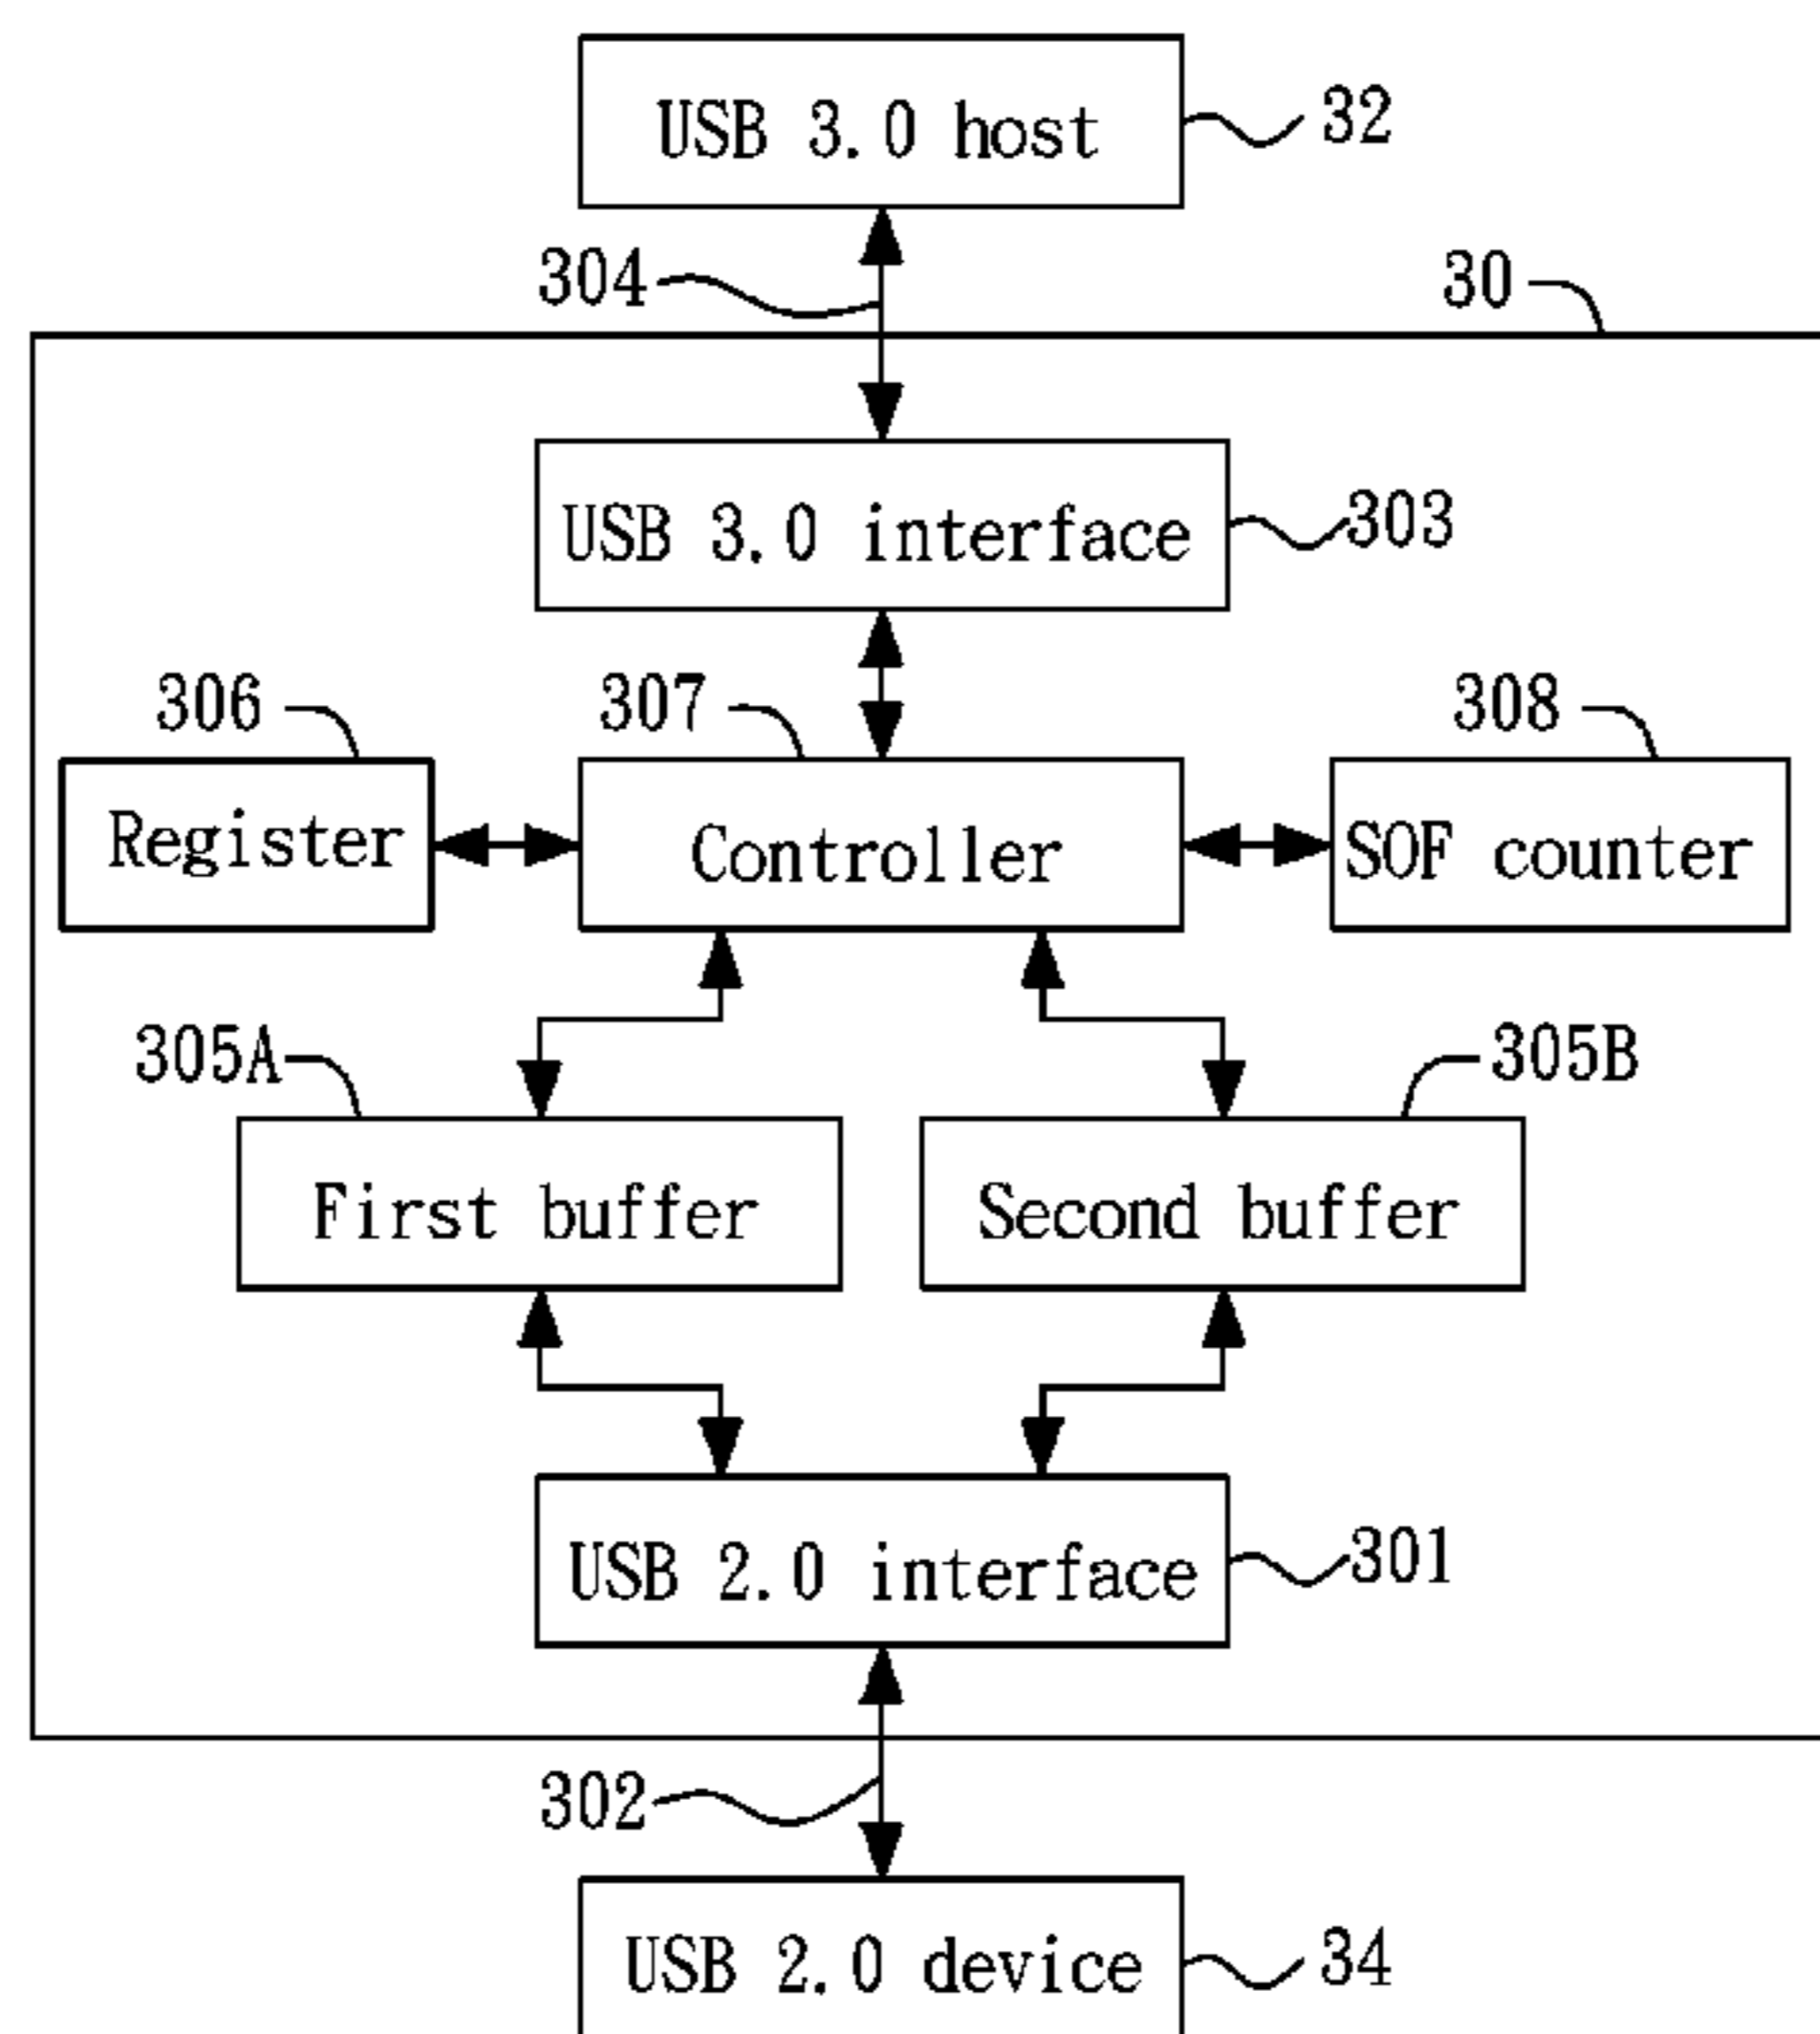 USB 3.0 host
32
304
30
USB 3.0 interface
303
306
307
308
Register
Controller
SOF counter
305A
305B
First buffer
Second buffer
USB 2.0 interface
301
302
USB 2.0 device
34